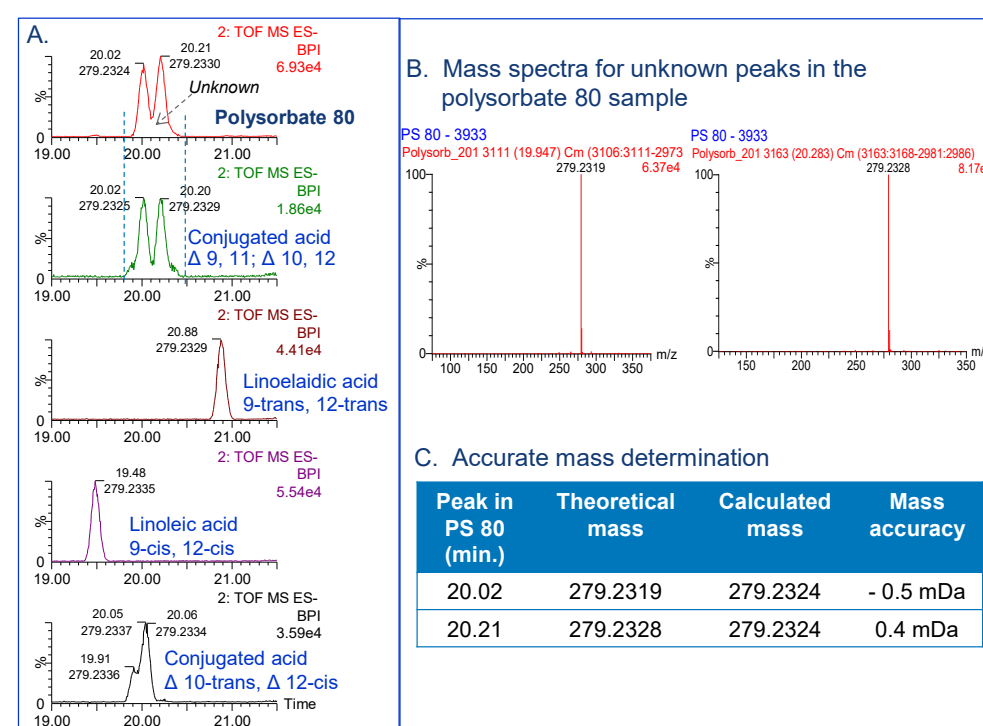 A.
2: TOF MS ES-
BPI
6.93e4
20.02
279.2324
20.21
279.2330
Unknown
Polysorbate 80
%
0
19.00 20.00 21.00
2: TOF MS ES-
BPI
1.86e4
20.02
279.2325
20.20
279.2329
Conjugated acid
Δ 9, 11; Δ 10, 12
%
0
19.00 20.00 21.00
2: TOF MS ES-
BPI
4.41e4
20.88
279.2329
Linoelaidic acid
9-trans, 12-trans
%
0
19.00 20.00 21.00
2: TOF MS ES-
BPI
5.54e4
19.48
279.2335
Linoleic acid
9-cis, 12-cis
%
0
19.00 20.00 21.00
2: TOF MS ES-
BPI
3.59e4
20.05
279.2337
20.06
279.2334
19.91
279.2336
Conjugated acid
Δ 10-trans, Δ 12-cis
%
0
Time
19.00 20.00 21.00
B. Mass spectra for unknown peaks in the
polysorbate 80 sample
PS 80 - 3933
Polysorb_201 3111 (19.947) Cm (3106:3111-2973
6.37e4
279.2319
100
%
0
m/z
100 150 200 250 300 350
PS 80 - 3933
Polysorb_201 3163 (20.283) Cm (3163:3168-2981:2986)
8.17e
279.2328
100
%
0
m/
150 200 250 300 350
C. Accurate mass determination
Peak in PS 80 (min.) Theoretical mass Calculated mass Mass accuracy
20.02 279.2319 279.2324 - 0.5 mDa
20.21 279.2328 279.2324 0.4 mDa